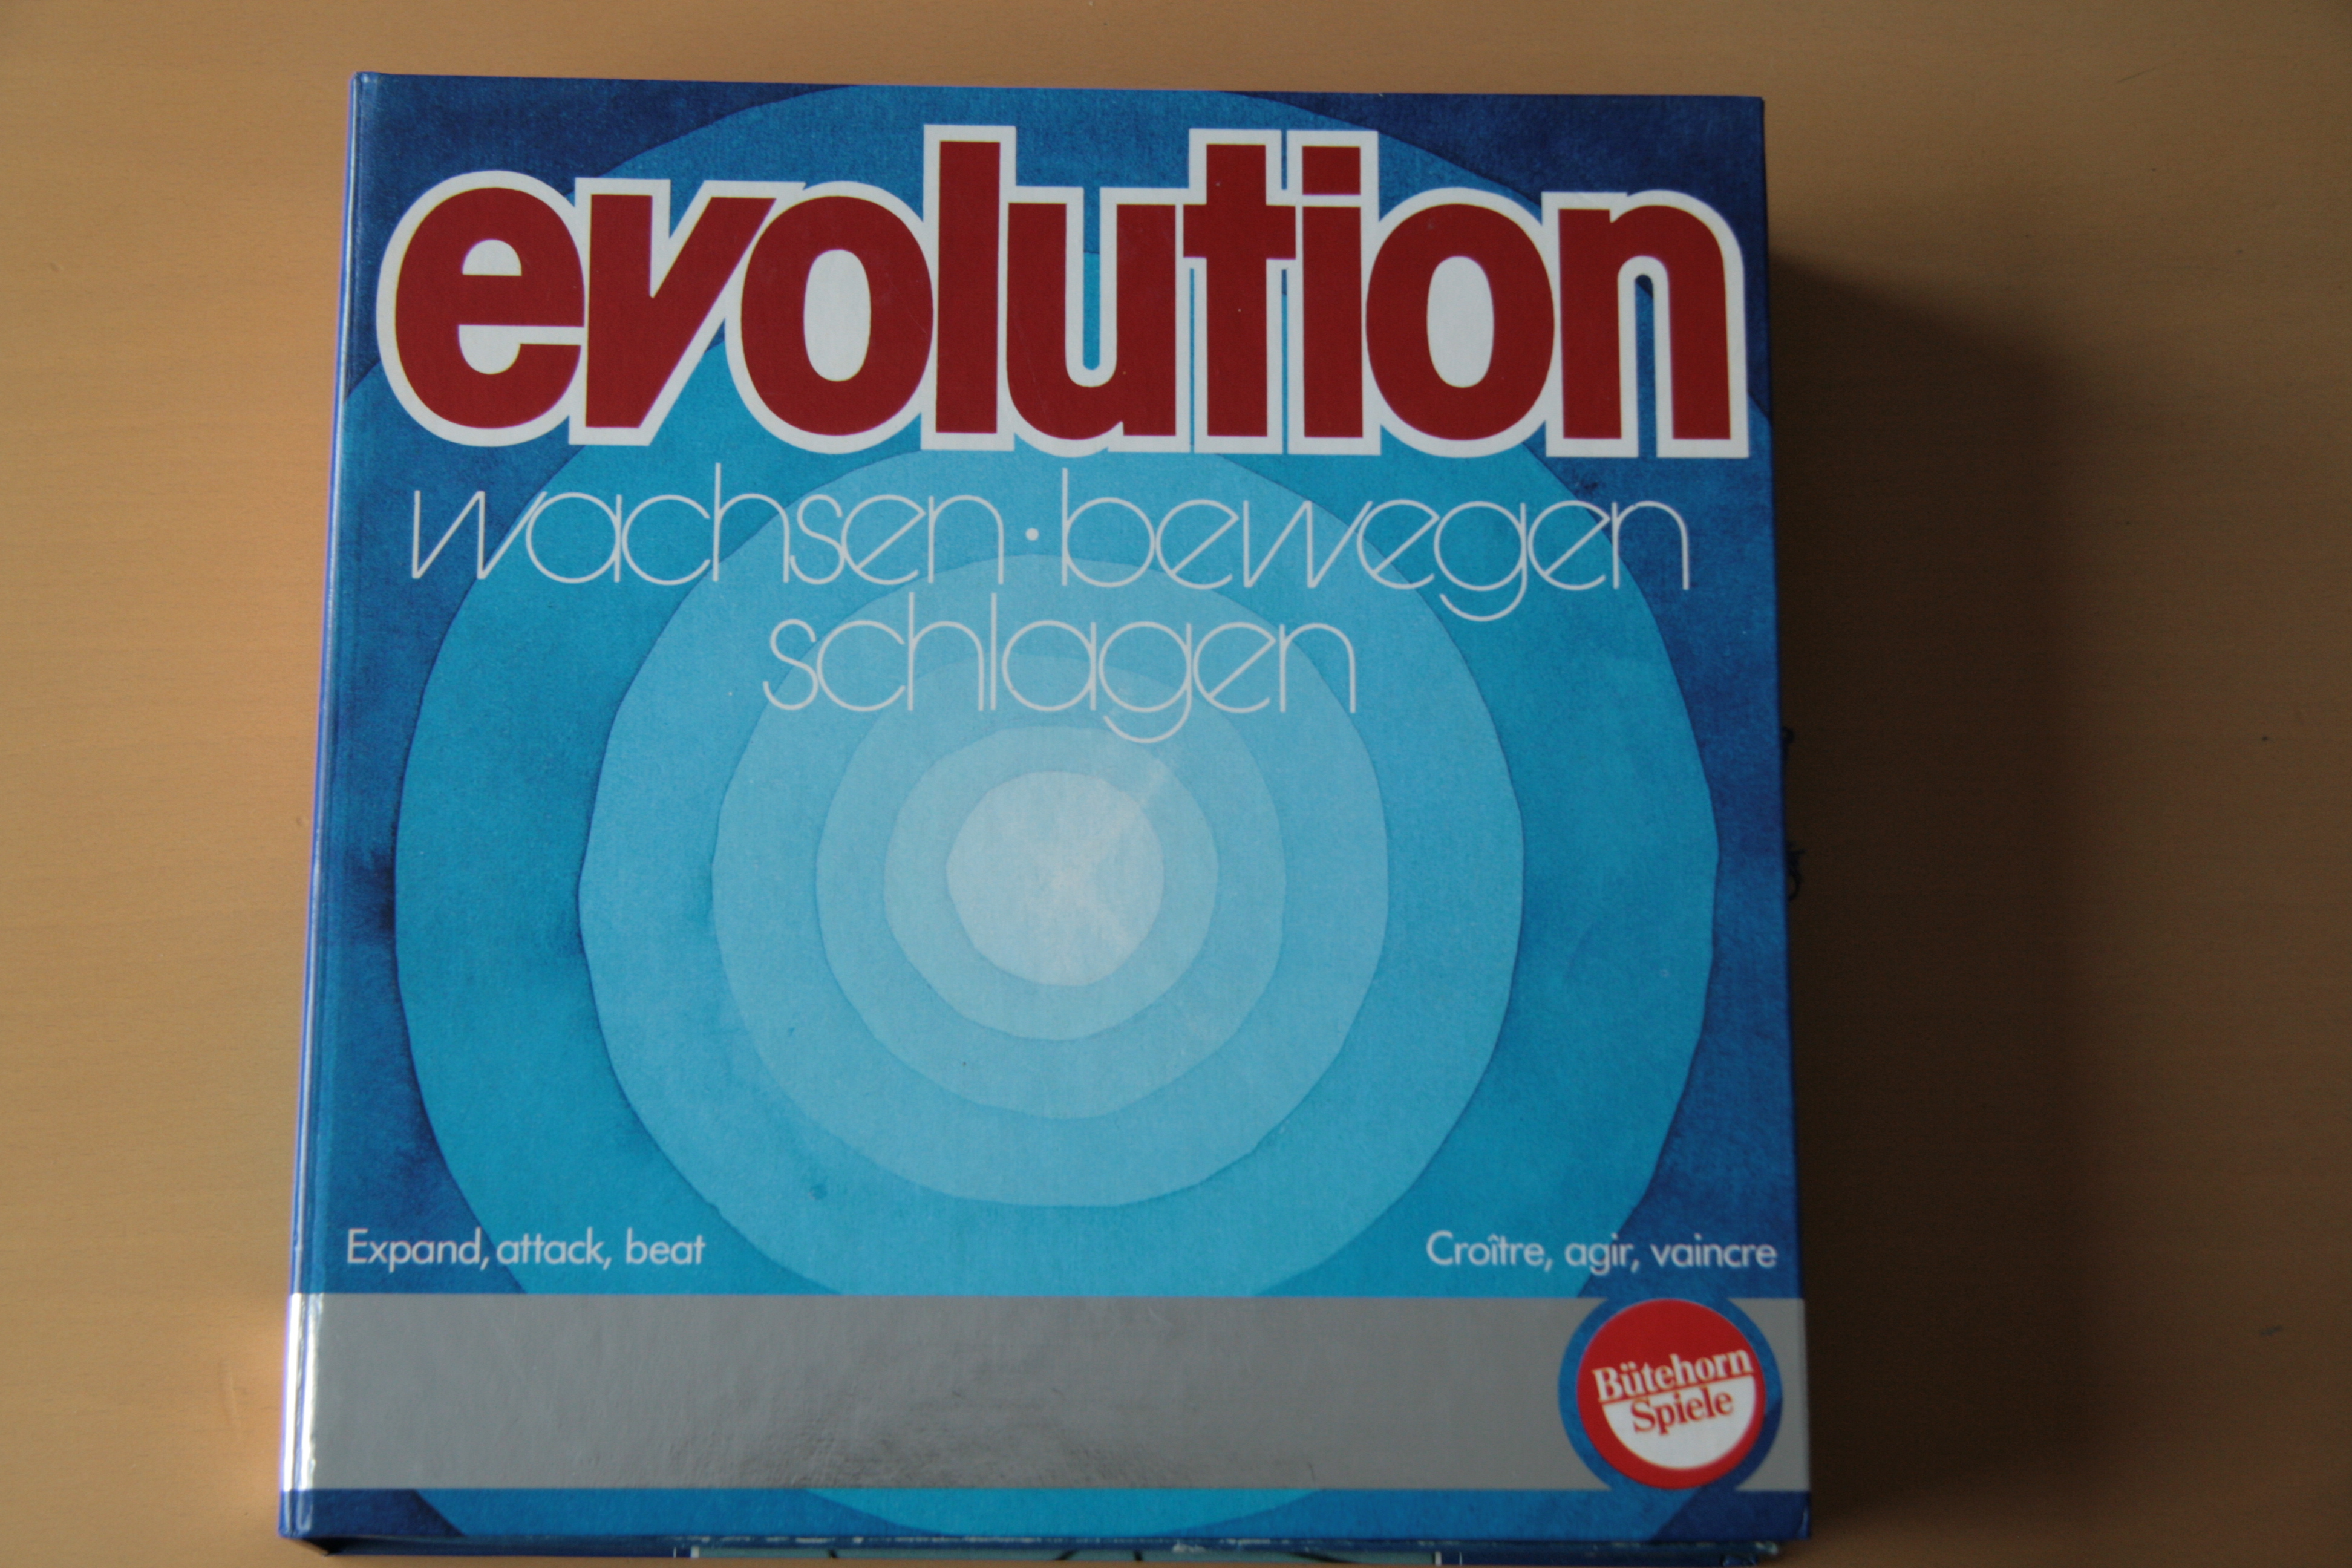 evolution
wachsen · bewegen
schlagen
Expand, attack, beat
Croître, agir, vaincre
Bütehorn
Spiele